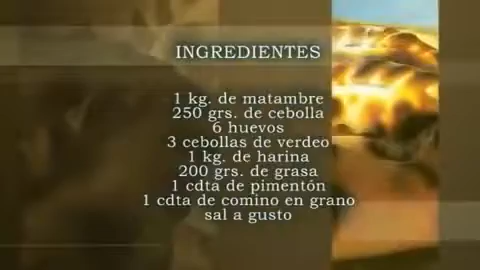 INGREDIENTES
1 kg. de matambre
250 grs. de cebolla
6 huevos
3 cebollas de verdeo
1 kg. de harina
200 grs. de grasa
1 cdta de pimentón
1 cdta de comino en grano
sal a gusto